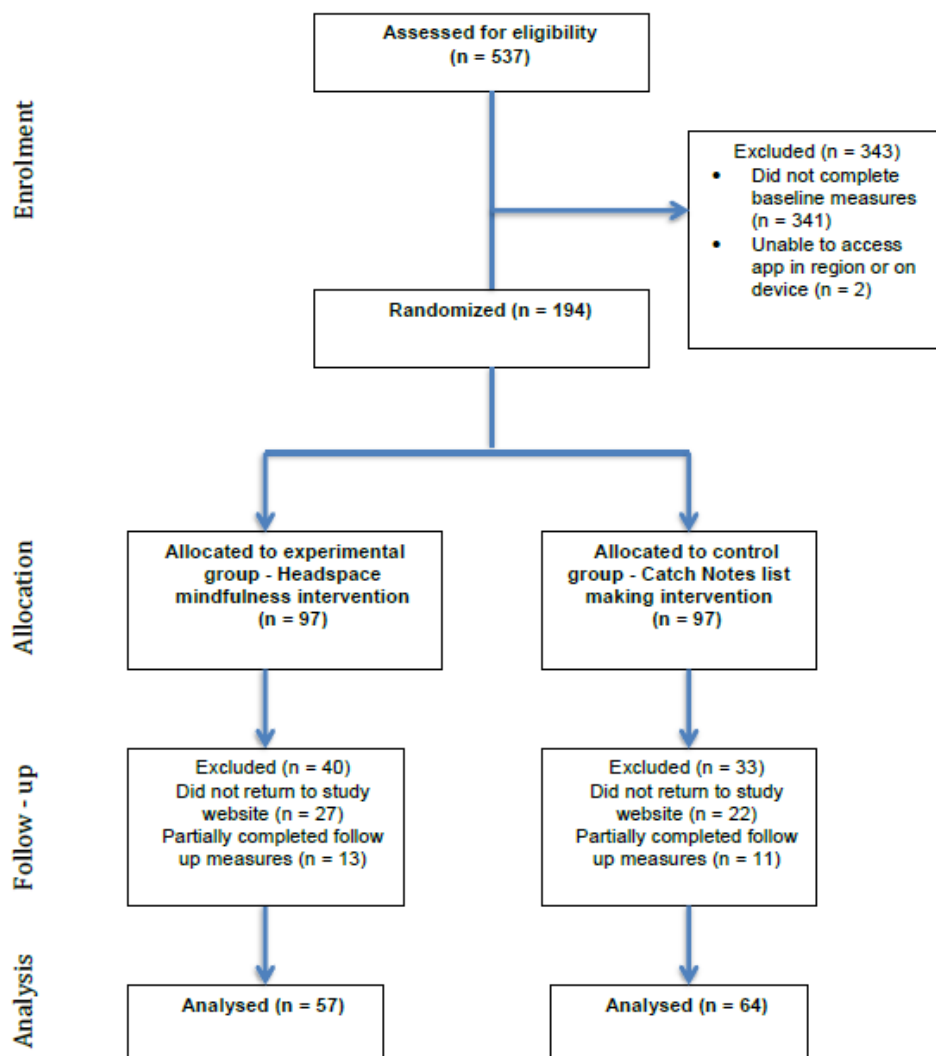 Enrolment
Assessed for eligibility
(n = 537)
Excluded (n = 343)
• Did not complete
baseline measures
(n = 341)
• Unable to access
app in region or on
device (n = 2)
Randomized (n = 194)
Allocation
Allocated to experimental
group - Headspace
mindfulness intervention
(n = 97)
Allocated to control
group - Catch Notes list
making intervention
(n = 97)
Follow - up
Excluded (n = 40)
Did not return to study
website (n = 27)
Partially completed follow
up measures (n = 13)
Excluded (n = 33)
Did not return to study
website (n = 22)
Partially completed follow
up measures (n = 11)
Analysis
Analysed (n = 57)
Analysed (n = 64)